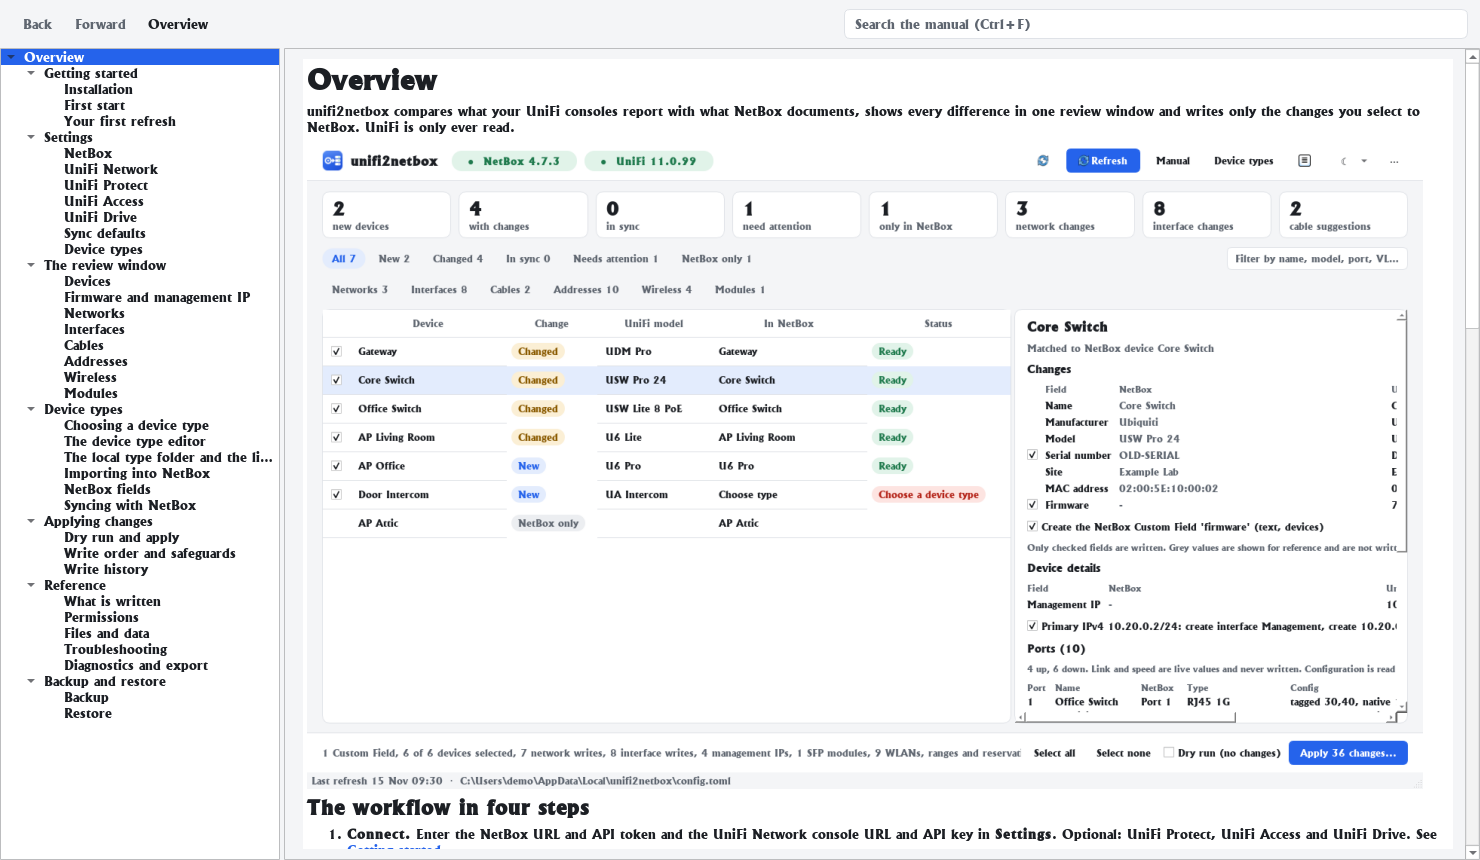 Back Forward Overview Search the manual (Ctrl+F)
Overview
Getting started
Installation
First start
Your first refresh
Settings
NetBox
UniFi Network
UniFi Protect
UniFi Access
UniFi Drive
Sync defaults
Device types
The review window
Devices
Firmware and management IP
Networks
Interfaces
Cables
Addresses
Wireless
Modules
Device types
Choosing a device type
The device type editor
The local type folder and the li...
Importing into NetBox
NetBox fields
Syncing with NetBox
Applying changes
Dry run and apply
Write order and safeguards
Write history
Reference
What is written
Permissions
Files and data
Troubleshooting
Diagnostics and export
Backup and restore
Backup
Restore
Overview
unifi2netbox compares what your UniFi consoles report with what NetBox documents, shows every difference in one review window and writes only the changes you select to
NetBox. UniFi is only ever read.
unifi2netbox ● NetBox 4.7.3 ● UniFi 11.0.99 Refresh Manual Device types ...
2 4 0 1 1 3 8 2
new devices with changes in sync need attention only in NetBox network changes interface changes cable suggestions
All 7 New 2 Changed 4 In sync 0 Needs attention 1 NetBox only 1 Filter by name, model, port, VL...
Networks 3 Interfaces 8 Cables 2 Addresses 10 Wireless 4 Modules 1
Device Change UniFi model In NetBox Status
Gateway Changed UDM Pro Gateway Ready
Core Switch Changed USW Pro 24 Core Switch Ready
Office Switch Changed USW Lite 8 PoE Office Switch Ready
AP Living Room Changed U6 Lite AP Living Room Ready
AP Office New U6 Pro U6 Pro Ready
Door Intercom New UA Intercom Choose type Choose a device type
AP Attic NetBox only AP Attic
Core Switch
Matched to NetBox device Core Switch
Changes
Field NetBox
Name Core Switch
Manufacturer Ubiquiti
Model USW Pro 24
Serial number OLD-SERIAL
Site Example Lab
MAC address 02:00:5E:10:00:02
Firmware - 7
Create the NetBox Custom Field 'firmware' (text, devices)
Only checked fields are written. Grey values are shown for reference and are not writt
Device details
Field NetBox
Management IP - 10
Primary IPv4 10.20.0.2/24: create interface Management, create 10.20.
Ports (10)
4 up, 6 down. Link and speed are live values and never written. Configuration is read
Port Name NetBox Type Config
1 Office Switch Port 1 RJ45 1G tagged 30,40, native
1 Custom Field, 6 of 6 devices selected, 7 network writes, 8 interface writes, 4 management IPs, 1 SFP modules, 9 WLANs, ranges and reservat Select all Select none Dry run (no changes) Apply 36 changes...
Last refresh 15 Nov 09:30 · C:\Users\demo\AppData\Local\unifi2netbox\config.toml
The workflow in four steps
1. Connect. Enter the NetBox URL and API token and the UniFi Network console URL and API key in Settings. Optional: UniFi Protect, UniFi Access and UniFi Drive. See